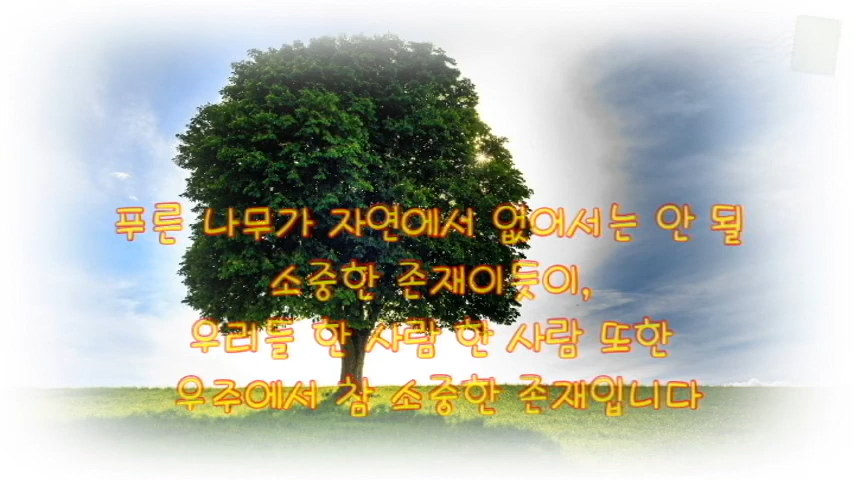 푸른 나무가 자연에서 없어서는 안 될
소중한 존재이듯이,
우리들 한 사람 한 사람 또한
우주에서 참 소중한 존재입니다